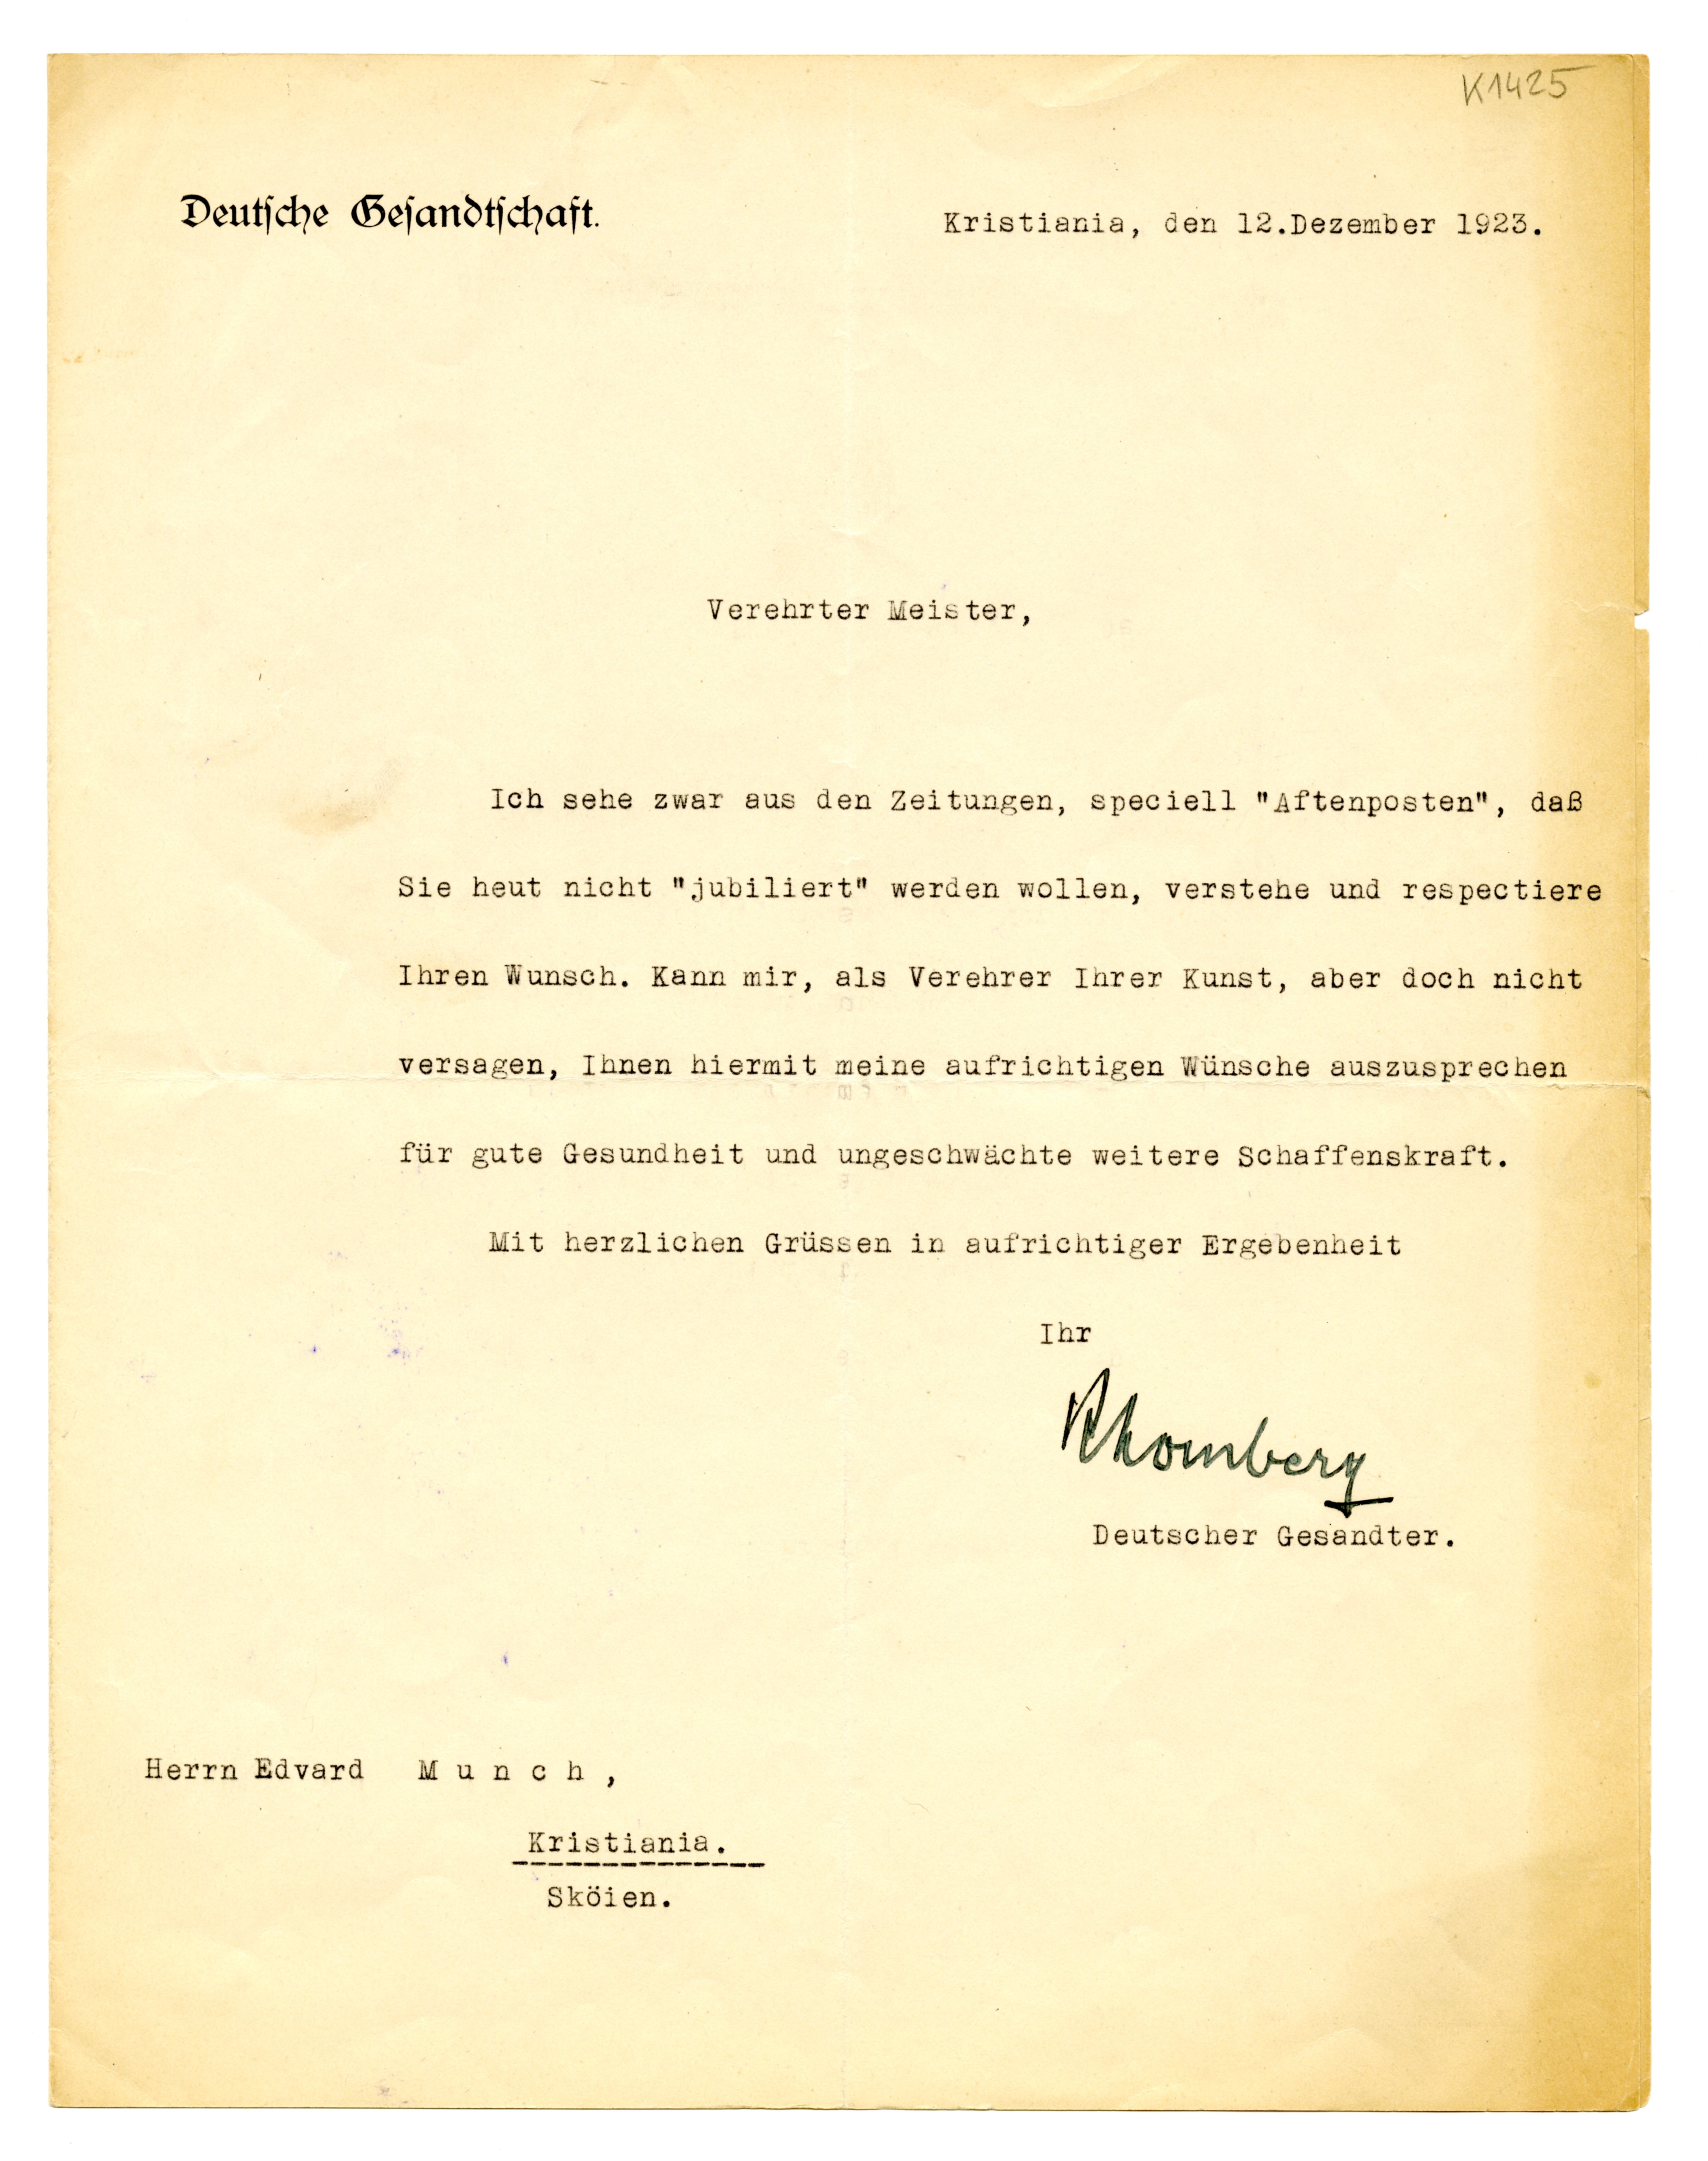 K1425
Deutsche Gesandtschaft.
Kristiania, den 12.Dezember 1923.
Verehrter Meister,
Ich sehe zwar aus den Zeitungen, speciell "Aftenposten", daß
Sie heut nicht "jubiliert" werden wollen, verstehe und respectiere
Ihren Wunsch. Kann mir, als Verehrer Ihrer Kunst, aber doch nicht
versagen, Ihnen hiermit meine aufrichtigen Wünsche auszusprechen
für gute Gesundheit und ungeschwächte weitere Schaffenskraft.
Mit herzlichen Grüssen in aufrichtiger Ergebenheit
Ihr
Rhomberg
Deutscher Gesandter.
Herrn Edvard M u n c h ,
Kristiania.
Sköien.